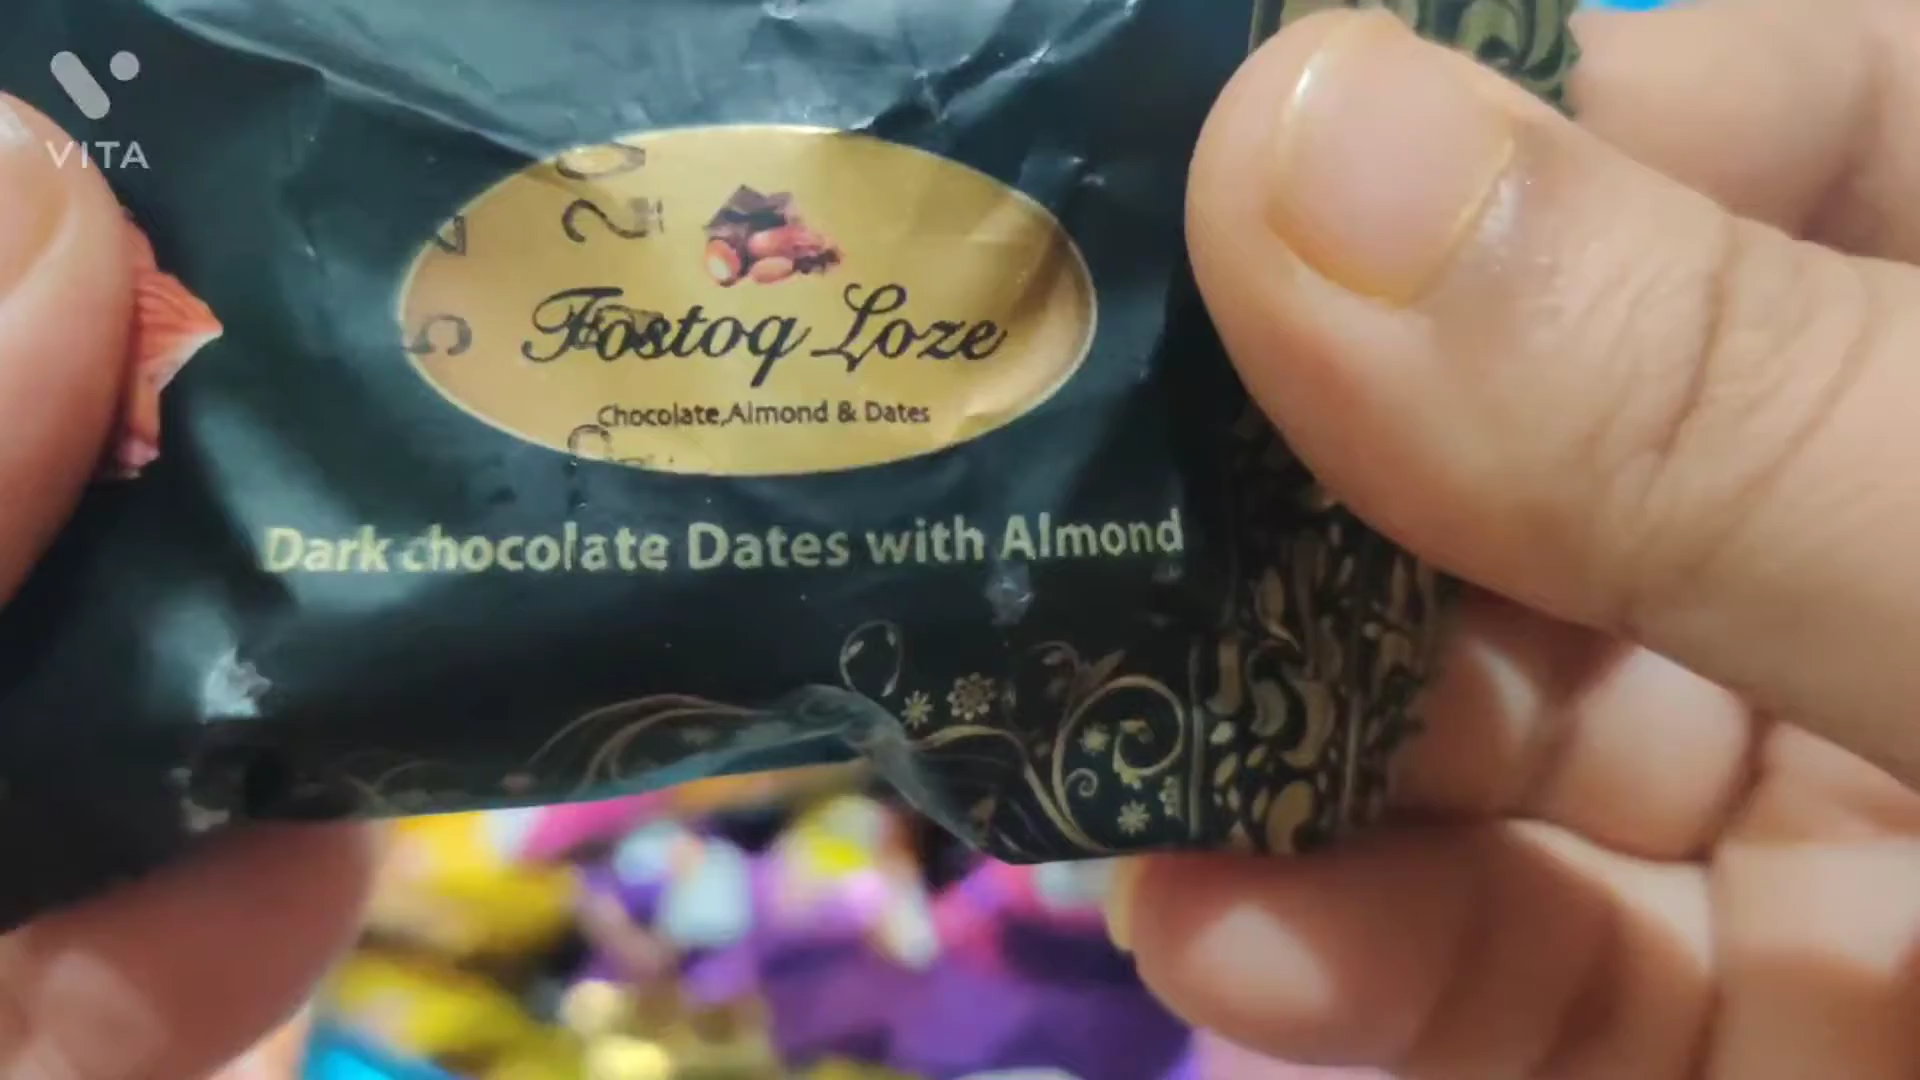 VITA
Fostoq Loze
Chocolate,Almond & Dates
Dark chocolate Dates with Almond